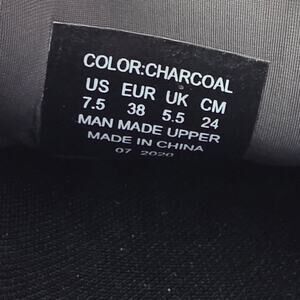 COLOR:CHARCOAL
US EUR UK CM
7.5 38 5.5 24
MAN MADE UPPER
MADE IN CHINA
07 2020